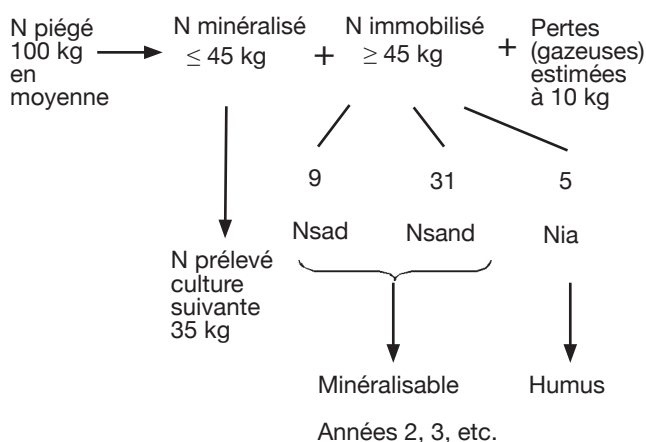 N piégé
100 kg
en
moyenne
N minéralisé
≤ 45 kg
+
N immobilisé
≥ 45 kg
+
Pertes
(gazeuses)
estimées
à 10 kg
9
31
5
Nsad
Nsand
Nia
N prélevé
culture
suivante
35 kg
Minéralisable
Humus
Années 2, 3, etc.